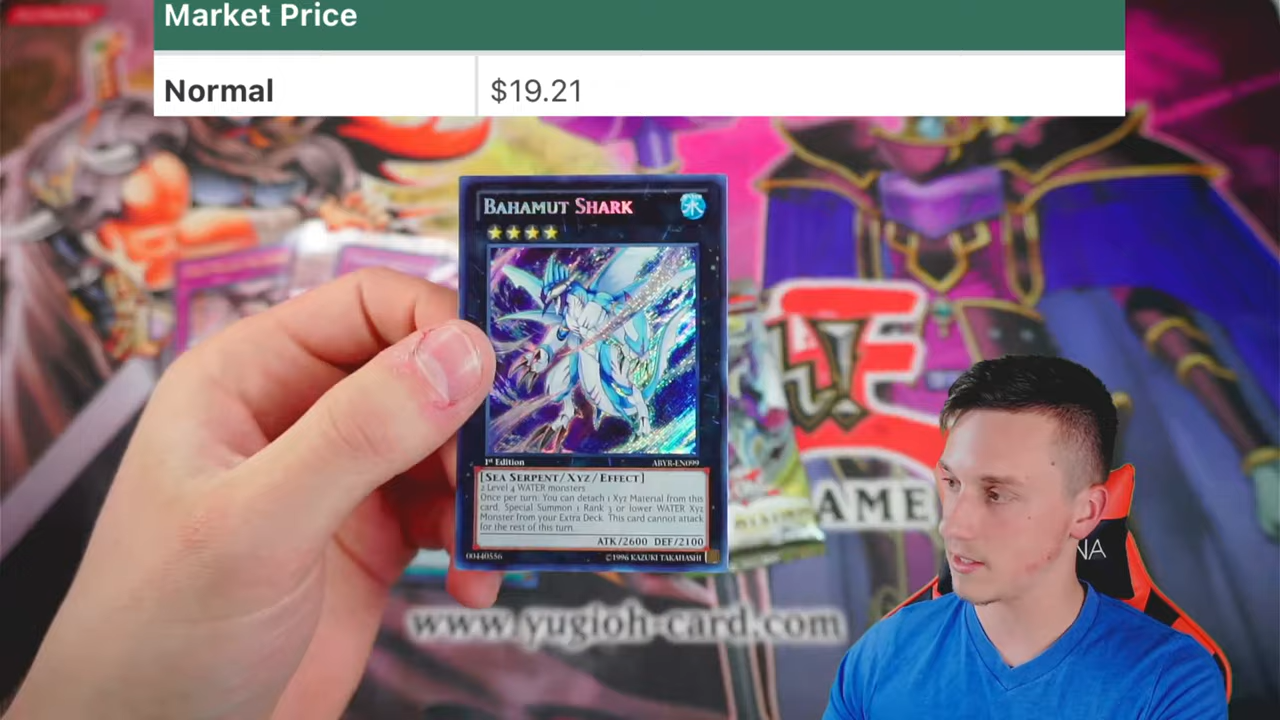 Market Price
Normal
$19.21
BAHAMUT SHARK
水
1st Edition
ABYR-EN099
[SEA SERPENT/XYZ/EFFECT]
2 Level 4 WATER monsters
Once per turn: You can detach 1 Xyz Material from this
card; Special Summon 1 Rank 3 or lower WATER Xyz
Monster from your Extra Deck. This card cannot attack
for the rest of this turn.
ATK/2600 DEF/2100
00440556
©1996 KAZUKI TAKAHASHI
AME
NA
www.yugioh-card.com